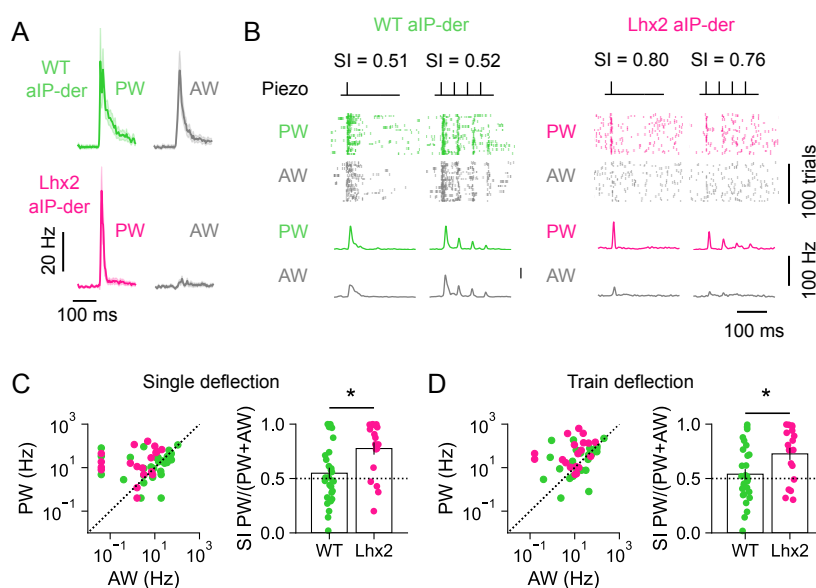 A
WT
aIP-der
PW
AW
Lhx2
aIP-der
PW
AW
20 Hz
100 ms
B
WT aIP-der
Lhx2 aIP-der
SI = 0.51
SI = 0.52
SI = 0.80
SI = 0.76
Piezo
PW
PW
AW
AW
100 trials
PW
PW
AW
AW
100 Hz
100 ms
C
Single deflection
PW (Hz)
10³
10¹
10⁻¹
10⁻¹
10¹
10³
AW (Hz)
SI PW/(PW+AW)
1.0
0.5
0.0
WT
Lhx2
*
D
Train deflection
PW (Hz)
10³
10¹
10⁻¹
10⁻¹
10¹
10³
AW (Hz)
SI PW/(PW+AW)
1.0
0.5
0.0
WT
Lhx2
*